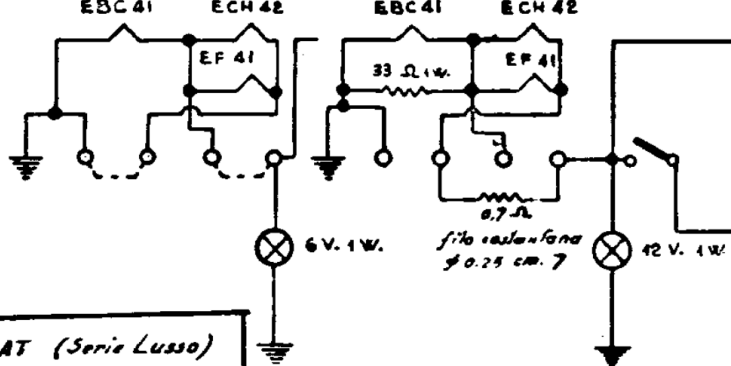 EBC 41
ECH 42
EBC 41
ECH 42
EF 41
33 Ω 1W.
EF 41
0,7 Ω
6 V. 1 W.
filo costantana
ø 0.25 cm. 7
12 V. 1 W.
AT (Serie Lusso)